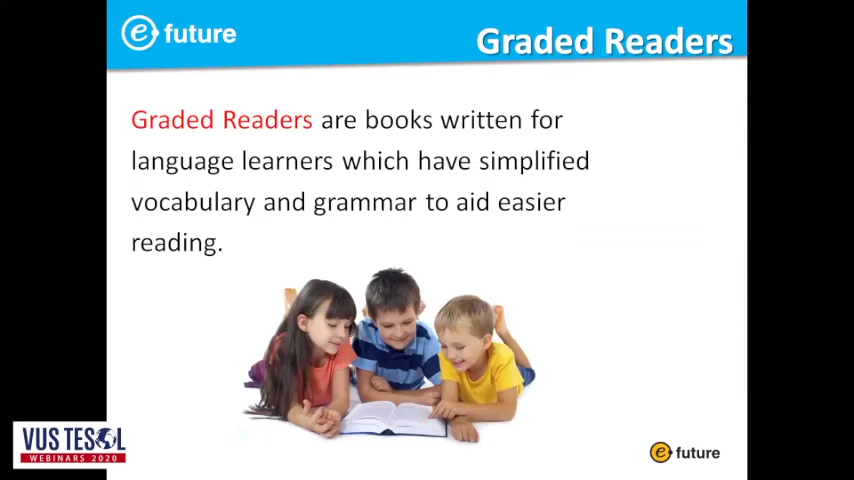 e future
Graded Readers
Graded Readers are books written for
language learners which have simplified
vocabulary and grammar to aid easier
reading.
VUS TESOL
WEBINARS 2020
e future